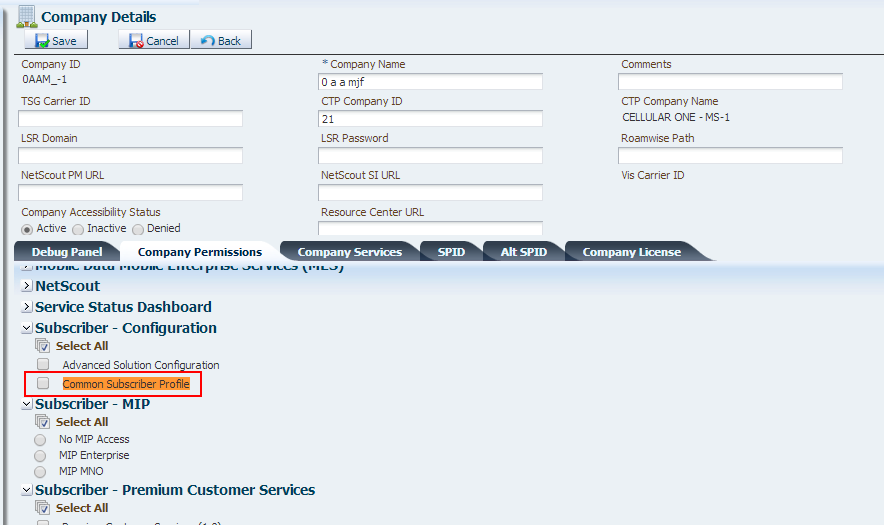 Company Details
Save Cancel Back
Company ID * Company Name Comments
0AAM_-1 0 a a mjf
TSG Carrier ID CTP Company ID CTP Company Name
21 CELLULAR ONE - MS-1
LSR Domain LSR Password Roamwise Path
NetScout PM URL NetScout SI URL Vis Carrier ID
Company Accessibility Status Resource Center URL
Active Inactive Denied
Debug Panel Company Permissions Company Services SPID Alt SPID Company License
Mobile Data Mobile Enterprise Services (MES)
NetScout
Service Status Dashboard
Subscriber - Configuration
Select All
Advanced Solution Configuration
Common Subscriber Profile
Subscriber - MIP
Select All
No MIP Access
MIP Enterprise
MIP MNO
Subscriber - Premium Customer Services
Select All